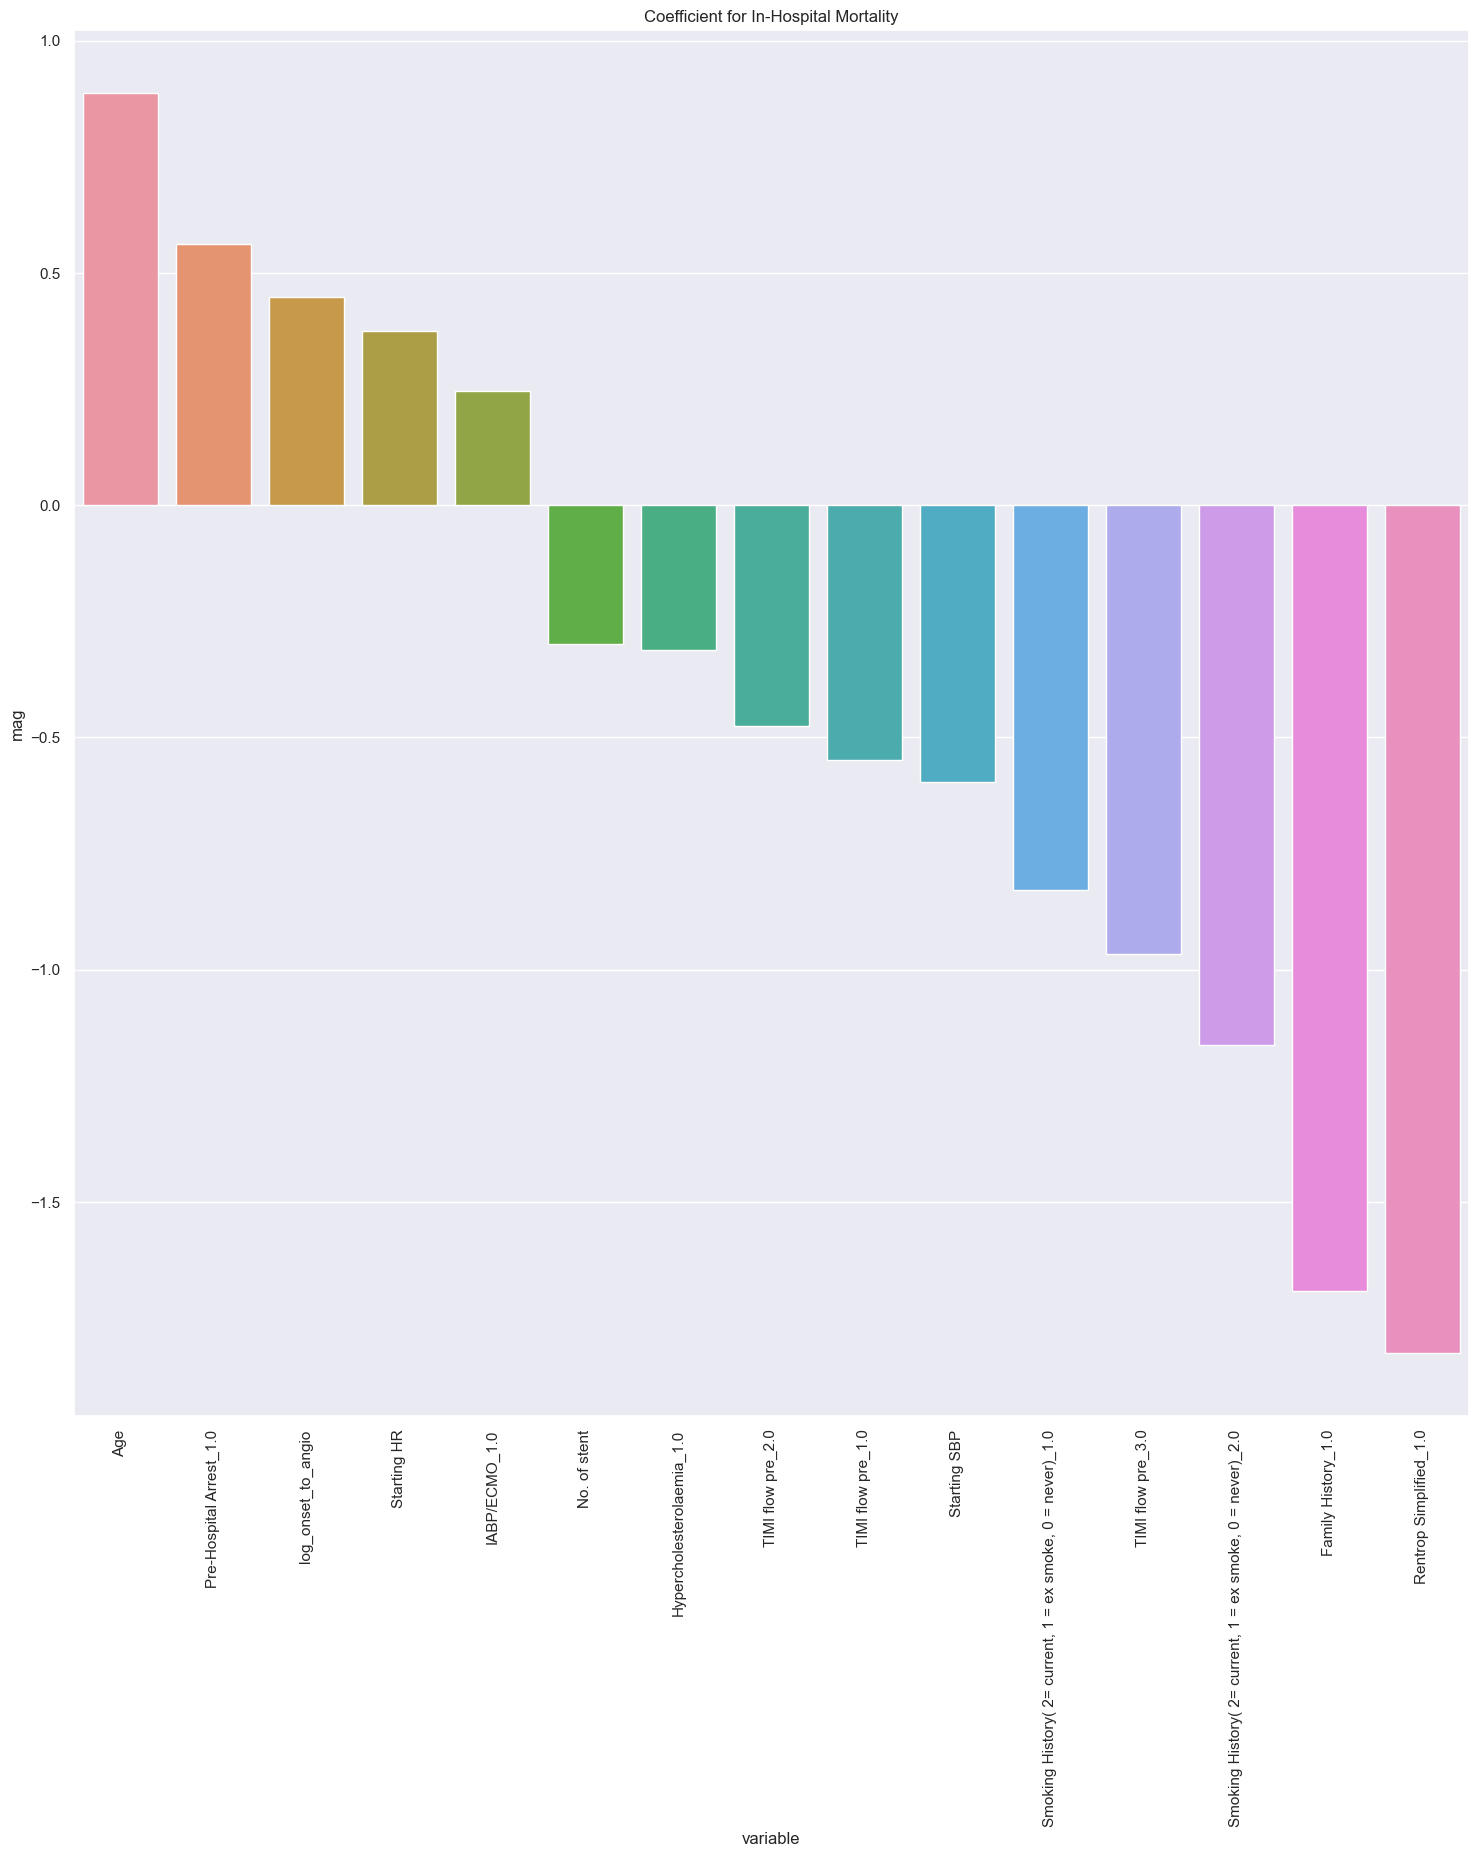 Coefficient for In-Hospital Mortality
1.0
0.5
0.0
−0.5
−1.0
−1.5
mag
Age
Pre-Hospital Arrest_1.0
log_onset_to_angio
Starting HR
IABP/ECMO_1.0
No. of stent
Hypercholesterolaemia_1.0
TIMI flow pre_2.0
TIMI flow pre_1.0
Starting SBP
Smoking History( 2= current, 1 = ex smoke, 0 = never)_1.0
TIMI flow pre_3.0
Smoking History( 2= current, 1 = ex smoke, 0 = never)_2.0
Family History_1.0
Rentrop Simplified_1.0
variable